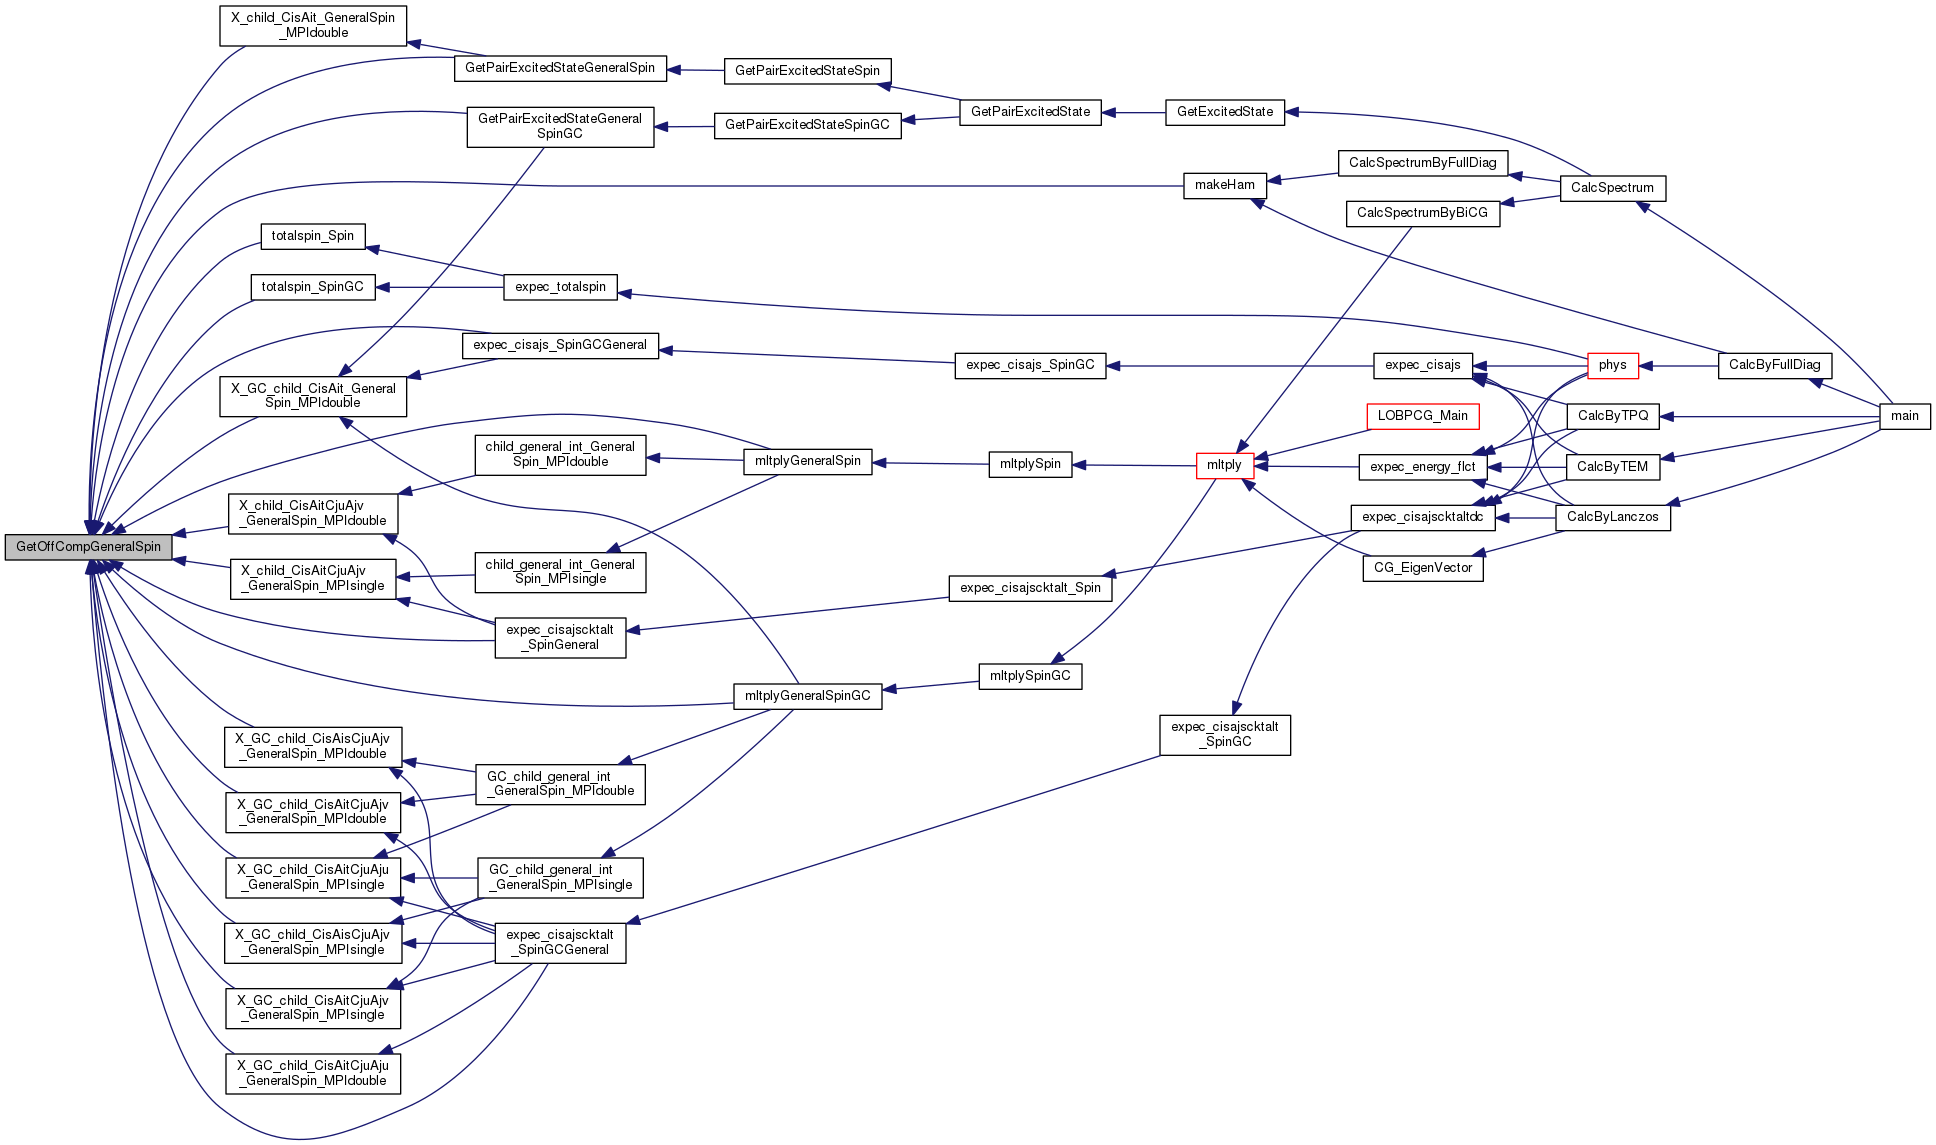 X_child_CisAit_GeneralSpin
_MPIdouble
GetPairExcitedStateGeneralSpin
GetPairExcitedStateSpin
GetPairExcitedStateGeneral
SpinGC
GetPairExcitedStateSpinGC
GetPairExcitedState
GetExcitedState
makeHam
CalcSpectrumByFullDiag
CalcSpectrum
CalcSpectrumByBiCG
totalspin_Spin
totalspin_SpinGC
expec_totalspin
expec_cisajs_SpinGCGeneral
expec_cisajs_SpinGC
expec_cisajs
phys
CalcByFullDiag
X_GC_child_CisAit_General
Spin_MPIdouble
LOBPCG_Main
CalcByTPQ
main
child_general_int_General
Spin_MPIdouble
mltplyGeneralSpin
mltplySpin
mltply
expec_energy_flct
CalcByTEM
X_child_CisAitCjuAjv
_GeneralSpin_MPIdouble
expec_cisajscktaltdc
CalcByLanczos
GetOffCompGeneralSpin
X_child_CisAitCjuAjv
_GeneralSpin_MPIsingle
child_general_int_General
Spin_MPIsingle
CG_EigenVector
expec_cisajscktalt_Spin
expec_cisajscktalt
_SpinGeneral
mltplySpinGC
mltplyGeneralSpinGC
expec_cisajscktalt
_SpinGC
X_GC_child_CisAisCjuAjv
_GeneralSpin_MPIdouble
GC_child_general_int
_GeneralSpin_MPIdouble
X_GC_child_CisAitCjuAjv
_GeneralSpin_MPIdouble
X_GC_child_CisAitCjuAju
_GeneralSpin_MPIsingle
GC_child_general_int
_GeneralSpin_MPIsingle
X_GC_child_CisAisCjuAjv
_GeneralSpin_MPIsingle
expec_cisajscktalt
_SpinGCGeneral
X_GC_child_CisAitCjuAjv
_GeneralSpin_MPIsingle
X_GC_child_CisAitCjuAju
_GeneralSpin_MPIdouble